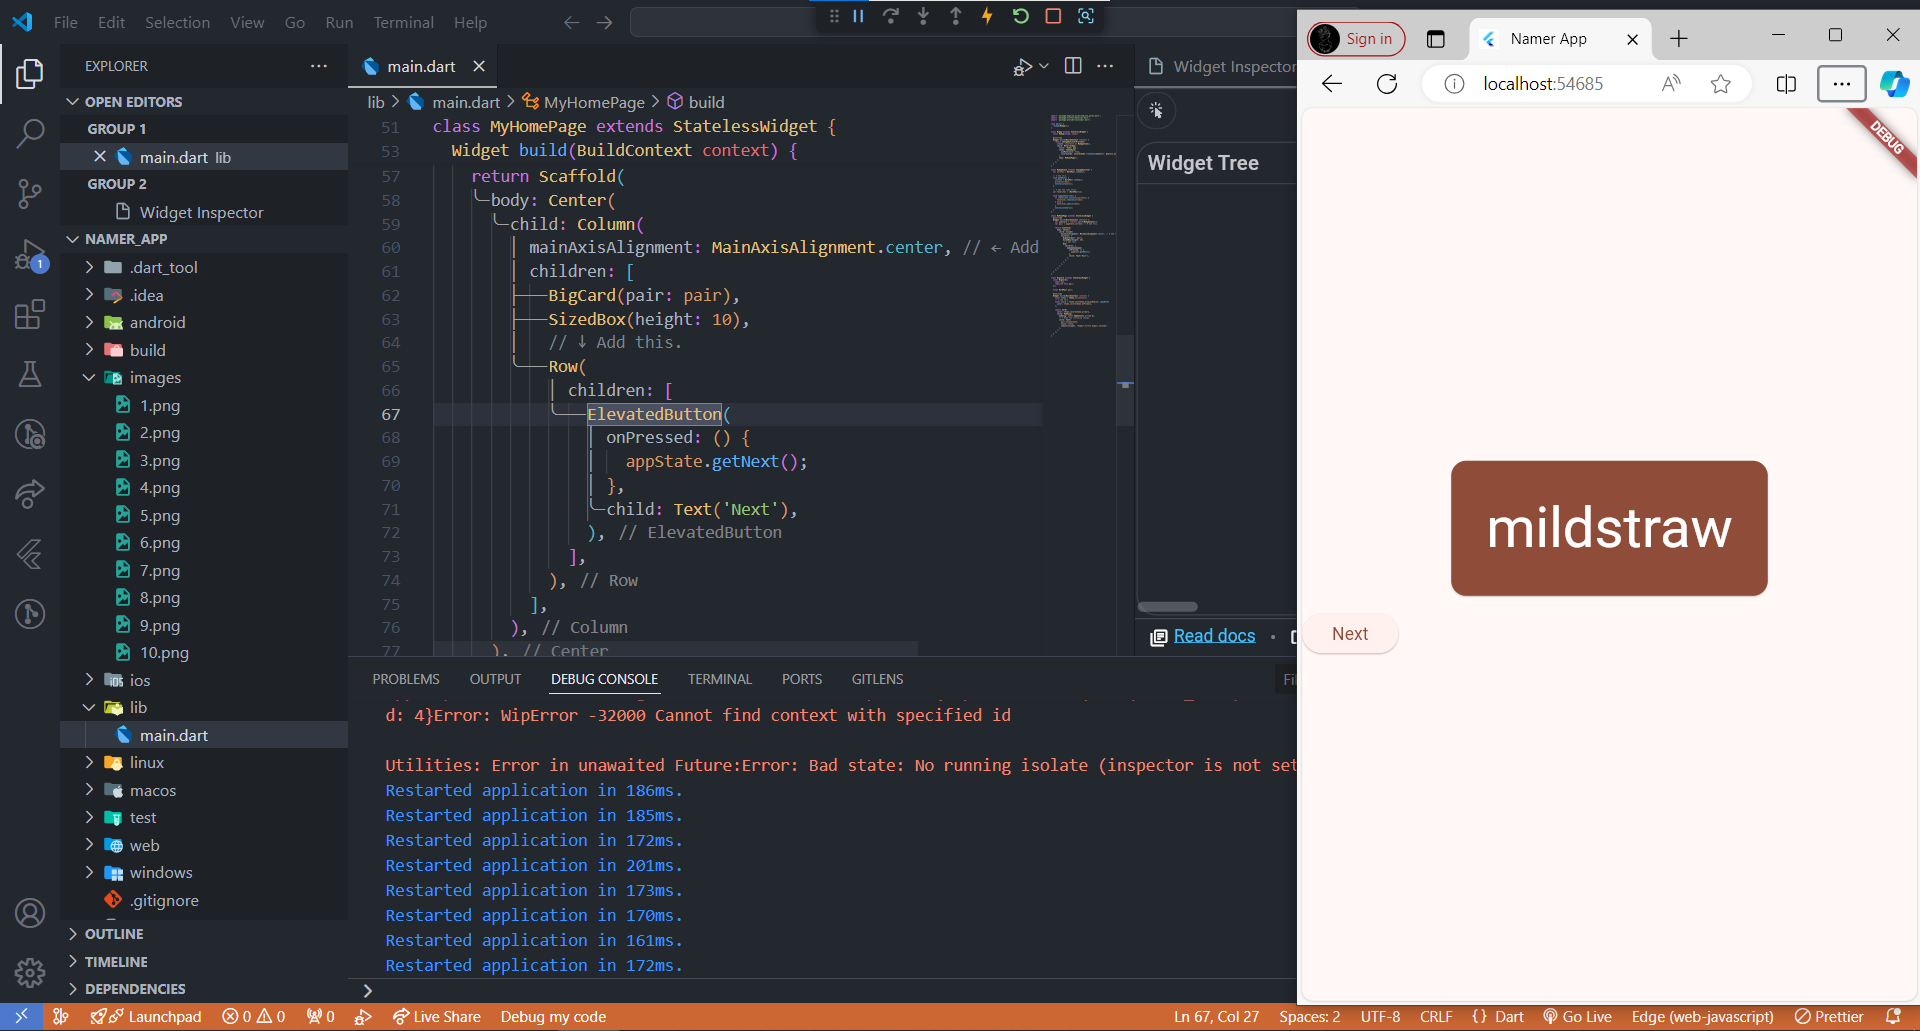 File Edit Selection View Go Run Terminal Help
EXPLORER
OPEN EDITORS
GROUP 1
main.dart lib
GROUP 2
Widget Inspector
NAMER_APP
.dart_tool
.idea
android
build
images
1.png
2.png
3.png
4.png
5.png
6.png
7.png
8.png
9.png
10.png
ios
lib
main.dart
linux
macos
test
web
windows
.gitignore
OUTLINE
TIMELINE
DEPENDENCIES
1
main.dart
lib > main.dart > MyHomePage > build
51 class MyHomePage extends StatelessWidget {
53 Widget build(BuildContext context) {
57 return Scaffold(
58 body: Center(
59 child: Column(
60 mainAxisAlignment: MainAxisAlignment.center, // ← Add
61 children: [
62 BigCard(pair: pair),
63 SizedBox(height: 10),
64 // ↓ Add this.
65 Row(
66 children: [
67 ElevatedButton(
68 onPressed: () {
69 appState.getNext();
70 },
71 child: Text('Next'),
72 ), // ElevatedButton
73 ],
74 ), // Row
75 ],
76 ), // Column
77 ), // Center
Widget Inspector
Widget Tree
Read docs •
PROBLEMS OUTPUT DEBUG CONSOLE TERMINAL PORTS GITLENS Fi
d: 4}Error: WipError -32000 Cannot find context with specified id
Utilities: Error in unawaited Future:Error: Bad state: No running isolate (inspector is not set
Restarted application in 186ms.
Restarted application in 185ms.
Restarted application in 172ms.
Restarted application in 201ms.
Restarted application in 173ms.
Restarted application in 170ms.
Restarted application in 161ms.
Restarted application in 172ms.
>
Launchpad 0 0 0 Live Share Debug my code Ln 67, Col 27 Spaces: 2 UTF-8 CRLF {} Dart Go Live Edge (web-javascript) Prettier
Sign in
Namer App
localhost:54685
DEBUG
mildstraw
Next